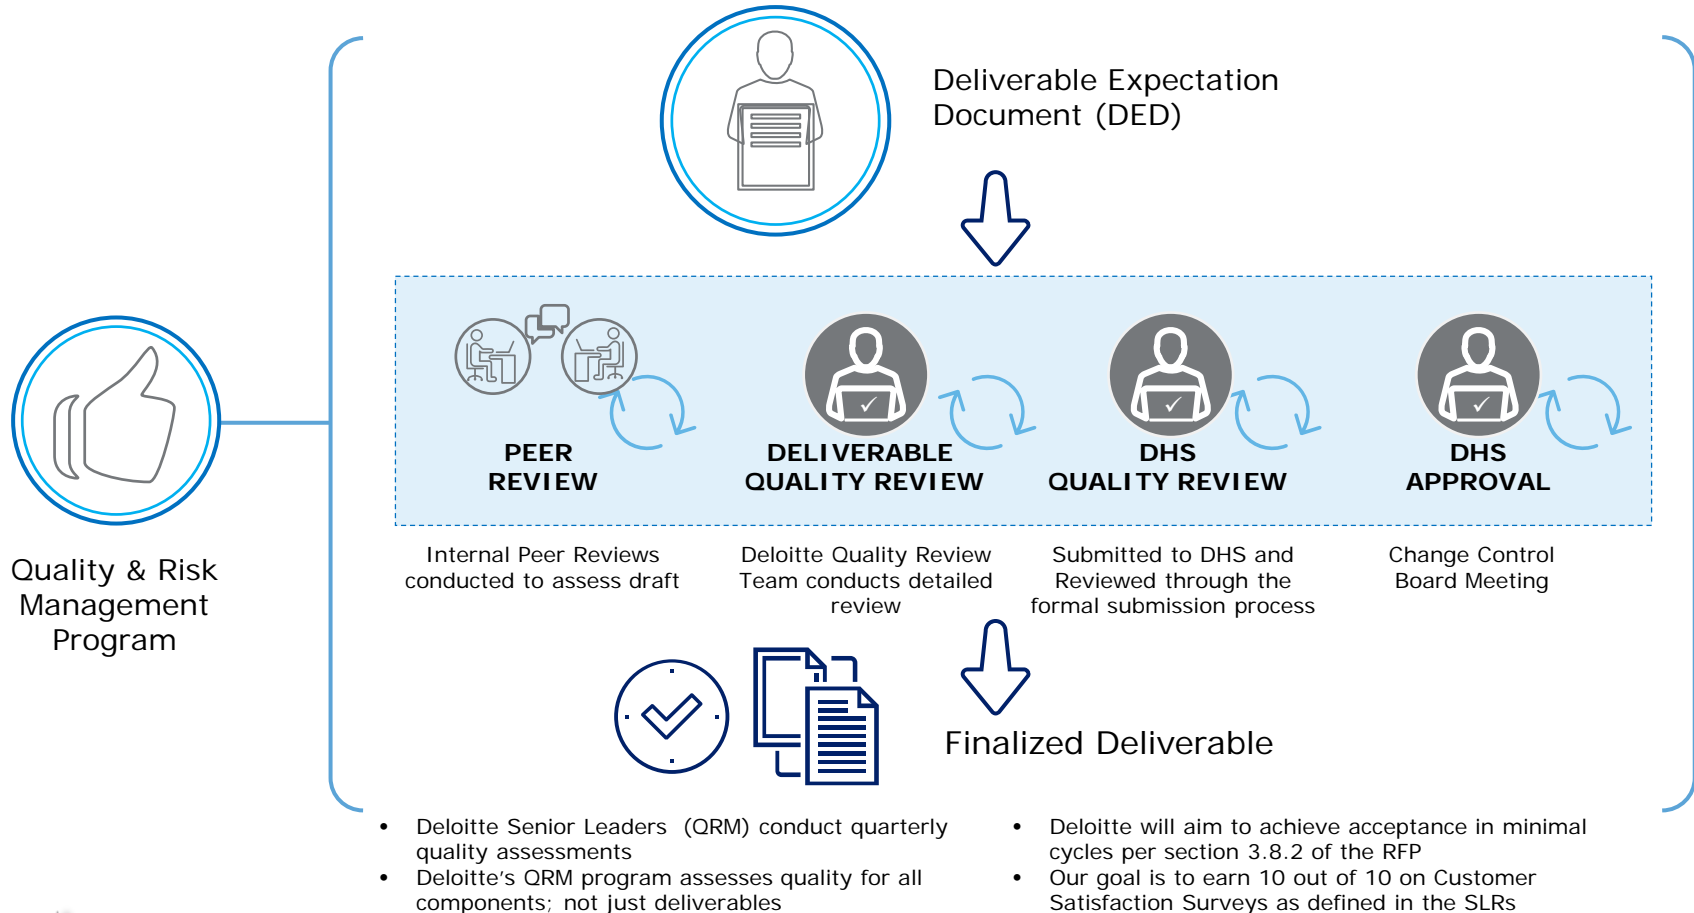 Deliverable Expectation
Document (DED)
PEER
REVIEW
DELIVERABLE
QUALITY REVIEW
DHS
QUALITY REVIEW
DHS
APPROVAL
Internal Peer Reviews
conducted to assess draft
Deloitte Quality Review
Team conducts detailed
review
Submitted to DHS and
Reviewed through the
formal submission process
Change Control
Board Meeting
Quality & Risk
Management
Program
Finalized Deliverable
• Deloitte Senior Leaders (QRM) conduct quarterly
quality assessments
• Deloitte's QRM program assesses quality for all
components; not just deliverables
• Deloitte will aim to achieve acceptance in minimal
cycles per section 3.8.2 of the RFP
• Our goal is to earn 10 out of 10 on Customer
Satisfaction Surveys as defined in the SLRs